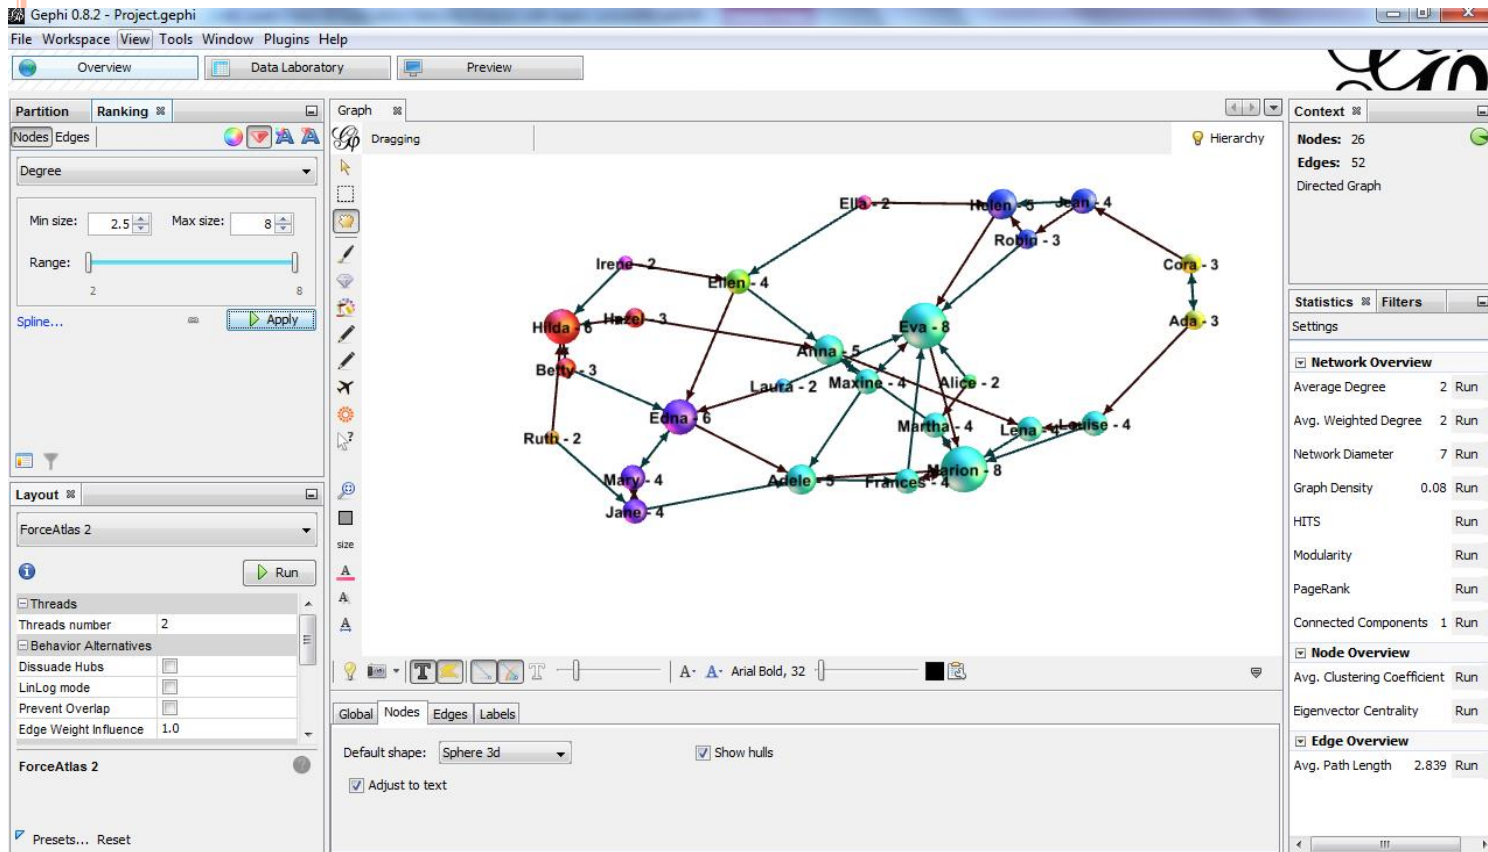 Gephi 0.8.2 - Project.gephi
File Workspace View Tools Window Plugins Help
Overview Data Laboratory Preview
Partition Ranking
Nodes Edges
Degree
Min size: 2.5 Max size: 8
Range:
2 8
Spline... Apply
Layout
ForceAtlas 2
Run
Threads
Threads number 2
Behavior Alternatives
Dissuade Hubs
LinLog mode
Prevent Overlap
Edge Weight Influence 1.0
ForceAtlas 2
Presets... Reset
Graph
Dragging
Hierarchy
size
Ella - 2
Helen - 5
Jean - 4
Robin - 3
Irene - 2
Ellen - 4
Cora - 3
Hilda - 6
Hazel - 3
Eva - 8
Ada - 3
Anna - 5
Betty - 3
Laura - 2
Maxine - 4
Alice - 2
Edna - 6
Martha - 4
Lena - 4
Louise - 4
Ruth - 2
Mary - 4
Adele - 5
Frances - 4
Marion - 8
Jane - 4
Arial Bold, 32
Global Nodes Edges Labels
Default shape: Sphere 3d Show hulls
Adjust to text
Context
Nodes: 26
Edges: 52
Directed Graph
Statistics Filters
Settings
Network Overview
Average Degree 2 Run
Avg. Weighted Degree 2 Run
Network Diameter 7 Run
Graph Density 0.08 Run
HITS Run
Modularity Run
PageRank Run
Connected Components 1 Run
Node Overview
Avg. Clustering Coefficient Run
Eigenvector Centrality Run
Edge Overview
Avg. Path Length 2.839 Run